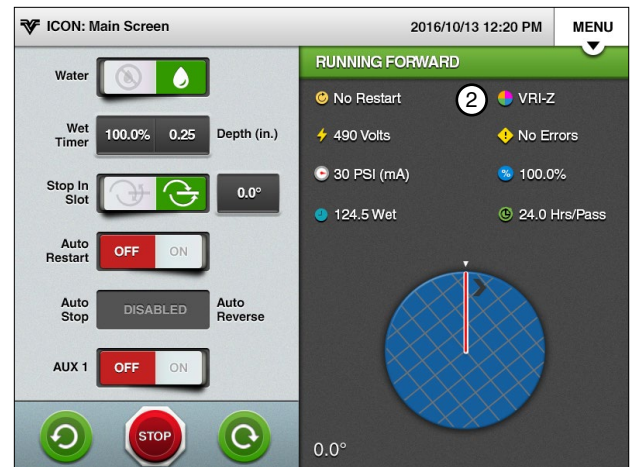 ICON: Main Screen
2016/10/13 12:20 PM
MENU
Water
Wet
Timer
100.0%
0.25
Depth (in.)
Stop In
Slot
0.0°
Auto
Restart
OFF
ON
Auto
Stop
DISABLED
Auto
Reverse
AUX 1
OFF
ON
STOP
RUNNING FORWARD
No Restart
2
VRI-Z
490 Volts
No Errors
30 PSI (mA)
% 100.0%
124.5 Wet
24.0 Hrs/Pass
0.0°